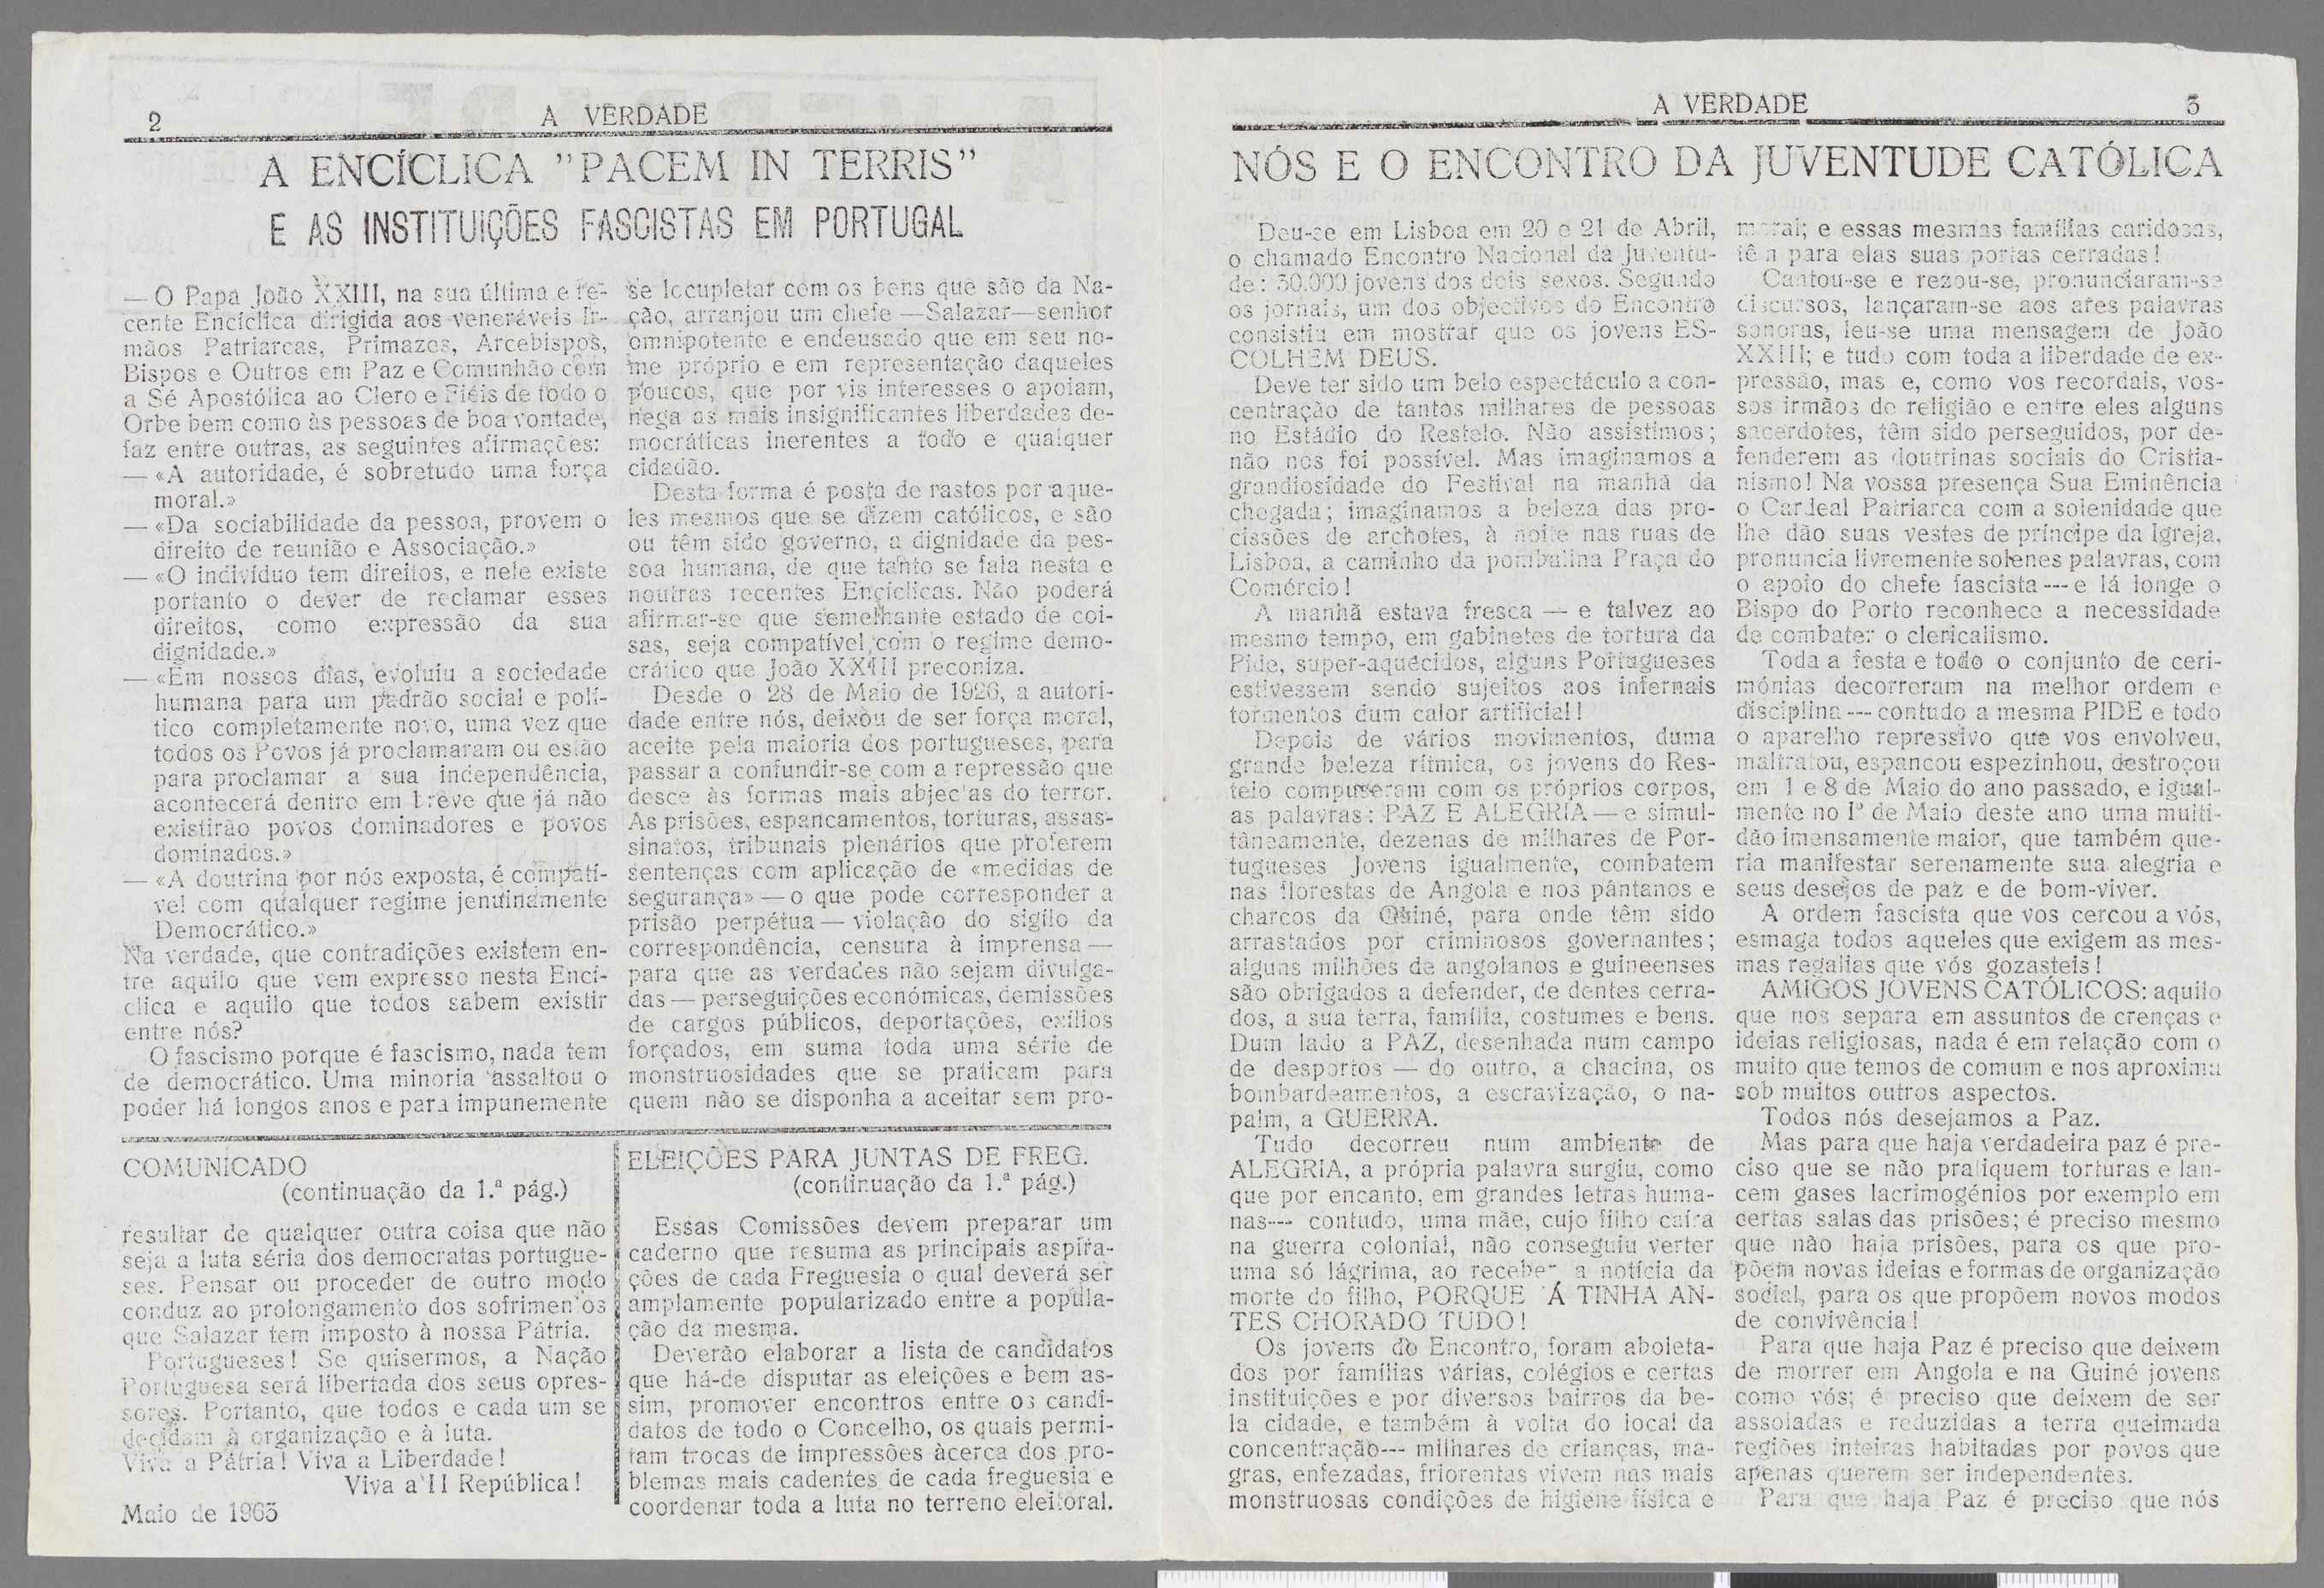 2
A VERDADE
A ENCÍCLICA "PACEM IN TERRIS"
E AS INSTITUIÇÕES FASCISTAS EM PORTUGAL
— O Papa João XXIII, na sua última e re-
cente Encíclica dirigida aos veneráveis Ir-
mãos Patriarcas, Primazes, Arcebispos,
Bispos e Outros em Paz e Comunhão com
a Sé Apostólica ao Clero e Fiéis de todo o
Orbe bem como às pessoas de boa vontade,
faz entre outras, as seguintes afirmações:
— «A autoridade, é sobretudo uma força
moral.»
— «Da sociabilidade da pessoa, provem o
direito de reunião e Associação.»
— «O indivíduo tem direitos, e nele existe
portanto o dever de reclamar esses
direitos, como expressão da sua
dignidade.»
— «Em nossos dias, evoluiu a sociedade
humana para um padrão social e polí-
tico completamente novo, uma vez que
todos os Povos já proclamaram ou estão
para proclamar a sua independência,
acontecerá dentro em breve que já não
existirão povos dominadores e povos
dominados.»
— «A doutrina por nós exposta, é compatí-
vel com qualquer regime jenuinamente
Democrático.»
Na verdade, que contradições existem en-
tre aquilo que vem expresso nesta Encí-
clica e aquilo que todos sabem existir
entre nós?
O fascismo porque é fascismo, nada tem
de democrático. Uma minoria assaltou o
poder há longos anos e para impunemente
se locupletar com os bens que são da Na-
ção, arranjou um chefe —Salazar—senhor
omnipotente e endeusado que em seu no-
me próprio e em representação daqueles
poucos, que por vis interesses o apoiam,
nega as mais insignificantes liberdades de-
mocráticas inerentes a todo e qualquer
cidadão.
Desta forma é posta de rastos por aque-
les mesmos que se dizem católicos, e são
ou têm sido governo, a dignidade da pes-
soa humana, de que tanto se fala nesta e
noutras recentes Encíclicas. Não poderá
afirmar-se que semelhante estado de coi-
sas, seja compatível com o regime demo-
crático que João XXIII preconiza.
Desde o 28 de Maio de 1926, a autori-
dade entre nós, deixou de ser força moral,
aceite pela maioria dos portugueses, para
passar a confundir-se com a repressão que
desce às formas mais abjectas do terror.
As prisões, espancamentos, torturas, assas-
sinatos, tribunais plenários que proferem
sentenças com aplicação de «medidas de
segurança» — o que pode corresponder a
prisão perpétua — violação do sigílo da
correspondência, censura à imprensa —
para que as verdades não sejam divulga-
das — perseguições económicas, demissões
de cargos públicos, deportações, exílios
forçados, em suma toda uma série de
monstruosidades que se praticam para
quem não se disponha a aceitar sem pro-
COMUNICADO
(continuação da 1.ª pág.)
resultar de qualquer outra coisa que não
seja a luta séria dos democratas portugue-
ses. Pensar ou proceder de outro modo
conduz ao prolongamento dos sofrimentos
que Salazar tem imposto à nossa Pátria.
Portugueses! Se quisermos, a Nação
Portuguesa será libertada dos seus opres-
sores. Portanto, que todos e cada um se
decidam à organização e à luta.
Viva a Pátria! Viva a Liberdade!
Viva a II República!
Maio de 1963
ELEIÇÕES PARA JUNTAS DE FREG.
(continuação da 1.ª pág.)
Essas Comissões devem preparar um
caderno que resuma as principais aspira-
ções de cada Freguesia o qual deverá ser
amplamente popularizado entre a popula-
ção da mesma.
Deverão elaborar a lista de candidatos
que há-de disputar as eleições e bem as-
sim, promover encontros entre os candi-
datos de todo o Concelho, os quais permi-
tam trocas de impressões àcerca dos pro-
blemas mais cadentes de cada freguesia e
coordenar toda a luta no terreno eleitoral.
A VERDADE
3
NÓS E O ENCONTRO DA JUVENTUDE CATÓLICA
Deu-se em Lisboa em 20 e 21 de Abril,
o chamado Encontro Nacional da Juventu-
de: 30.000 jovens dos dois sexos. Segundo
os jornais, um dos objectivos do Encontro
consistiu em mostrar que os jovens ES-
COLHEM DEUS.
Deve ter sido um belo espectáculo a con-
centração de tantos milhares de pessoas
no Estádio do Restelo. Não assistimos;
não nos foi possível. Mas imaginamos a
grandiosidade do Festival na manhã da
chegada; imaginamos a beleza das pro-
cissões de archotes, à noite nas ruas de
Lisboa, a caminho da pombalina Praça do
Comércio!
A manhã estava fresca — e talvez ao
mesmo tempo, em gabinetes de tortura da
Pide, super-aquecidos, alguns Portugueses
estivessem sendo sujeitos aos infernais
tormentos dum calor artificial!
Depois de vários movimentos, duma
grande beleza rítmica, os jovens do Res-
telo compuseram com os próprios corpos,
as palavras: PAZ E ALEGRIA — e simul-
tâneamente, dezenas de milhares de Por-
tugueses Jovens igualmente, combatem
nas florestas de Angola e nos pântanos e
charcos da Guiné, para onde têm sido
arrastados por criminosos governantes;
alguns milhões de angolanos e guineenses
são obrigados a defender, de dentes cerra-
dos, a sua terra, família, costumes e bens.
Dum lado a PAZ, desenhada num campo
de desportos — do outro, a chacina, os
bombardeamentos, a escravização, o na-
palm, a GUERRA.
Tudo decorreu num ambiente de
ALEGRIA, a própria palavra surgiu, como
que por encanto, em grandes letras huma-
nas--- contudo, uma mãe, cujo filho caíra
na guerra colonial, não conseguiu verter
uma só lágrima, ao receber a notícia da
morte do filho, PORQUE Á TINHA AN-
TES CHORADO TUDO!
Os jovens do Encontro, foram aboleta-
dos por famílias várias, colégios e certas
instituições e por diversos bairros da be-
la cidade, e também à volta do local da
concentração--- milhares de crianças, ma-
gras, enfezadas, friorentas vivem nas mais
monstruosas condições de higiene física e
moral; e essas mesmas famílias caridosas,
têm para elas suas portas cerradas!
Cantou-se e rezou-se, pronunciaram-se
discursos, lançaram-se aos ares palavras
sonoras, leu-se uma mensagem de João
XXIII; e tudo com toda a liberdade de ex-
pressão, mas e, como vos recordais, vos-
sos irmãos de religião e entre eles alguns
sacerdotes, têm sido perseguidos, por de-
fenderem as doutrinas sociais do Cristia-
nismo! Na vossa presença Sua Eminência
o Cardeal Patriarca com a solenidade que
lhe dão suas vestes de príncipe da Igreja,
pronuncia livremente solenes palavras, com
o apoio do chefe fascista --- e lá longe o
Bispo do Porto reconhece a necessidade
de combater o clericalismo.
Toda a festa e todo o conjunto de ceri-
mónias decorreram na melhor ordem e
disciplina --- contudo a mesma PIDE e todo
o aparelho repressivo que vos envolveu,
maltratou, espancou espezinhou, destroçou
em 1 e 8 de Maio do ano passado, e igual-
mente no 1º de Maio deste ano uma multi-
dão imensamente maior, que também que-
ria manifestar serenamente sua alegria e
seus desejos de paz e de bom-viver.
A ordem fascista que vos cercou a vós,
esmaga todos aqueles que exigem as mes-
mas regalias que vós gozasteis!
AMIGOS JOVENS CATÓLICOS: aquilo
que nos separa em assuntos de crenças e
ideias religiosas, nada é em relação com o
muito que temos de comum e nos aproxima
sob muitos outros aspectos.
Todos nós desejamos a Paz.
Mas para que haja verdadeira paz é pre-
ciso que se não pratiquem torturas e lan-
cem gases lacrimogénios por exemplo em
certas salas das prisões; é preciso mesmo
que não haja prisões, para os que pro-
põem novas ideias e formas de organização
social, para os que propõem novos modos
de convivência!
Para que haja Paz é preciso que deixem
de morrer em Angola e na Guiné jovens
como vós; é preciso que deixem de ser
assoladas e reduzidas a terra queimada
regiões inteiras habitadas por povos que
apenas querem ser independentes.
Para que haja Paz é preciso que nós